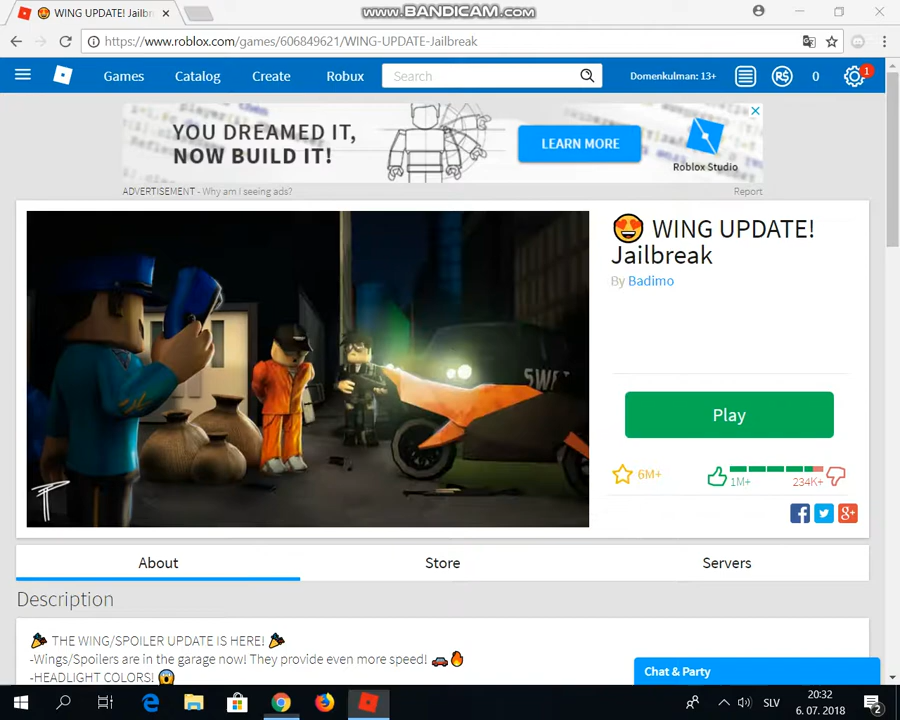 www.BANDICAM.com
WING UPDATE! Jailbr
https://www.roblox.com/games/606849621/WING-UPDATE-Jailbreak
Games
Catalog
Create
Robux
Search
Domenkulman: 13+
R$
0
1
YOU DREAMED IT,
NOW BUILD IT!
LEARN MORE
Roblox Studio
ADVERTISEMENT - Why am I seeing ads?
Report
SWAT
😍 WING UPDATE!
Jailbreak
By Badimo
Play
6M+
1M+
234K+
About
Store
Servers
Description
🎉 THE WING/SPOILER UPDATE IS HERE! 🎉
-Wings/Spoilers are in the garage now! They provide even more speed! 🚗🔥
-HEADLIGHT COLORS! 😱
Chat & Party
SLV
20:32
6. 07. 2018
2